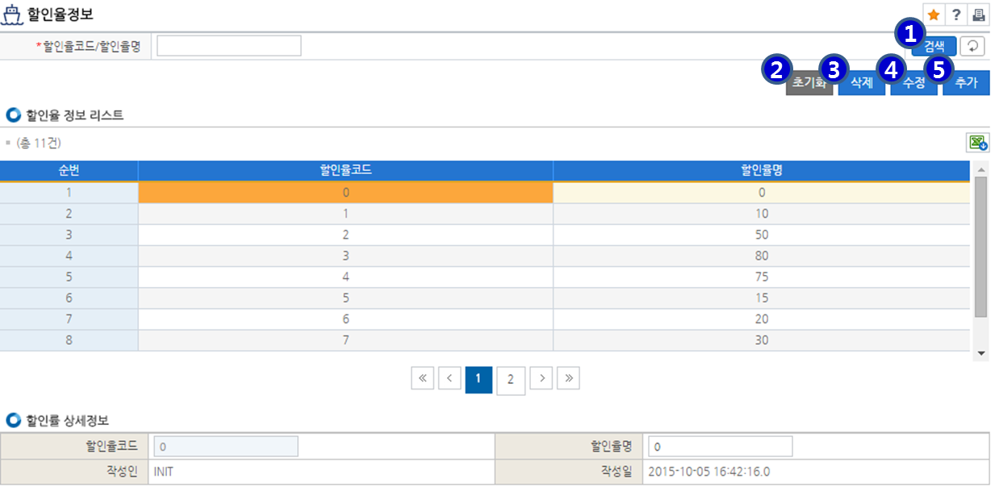 할인율정보
?
*할인율코드/할인율명
1
검색
2 3 4 5
초기화 삭제 수정 추가
할인율 정보 리스트
(총 11건)
순번 할인율코드 할인율명
1 0 0
2 1 10
3 2 50
4 3 80
5 4 75
6 5 15
7 6 20
8 7 30
« < 1 2 > »
할인률 상세정보
할인율코드 0 할인율명 0
작성인 INIT 작성일 2015-10-05 16:42:16.0